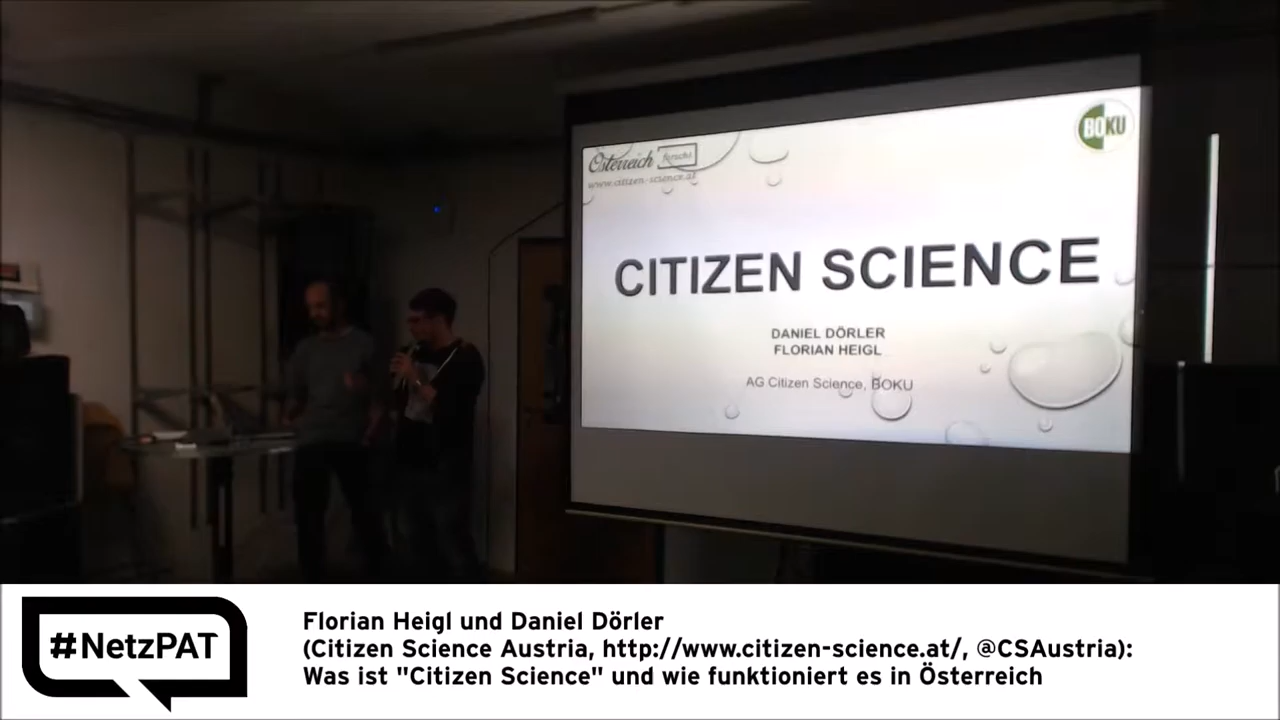 Österreich forscht
www.citizen-science.at
BOKU
CITIZEN SCIENCE
DANIEL DÖRLER
FLORIAN HEIGL
AG Citizen Science, BOKU
#NetzPAT
Florian Heigl und Daniel Dörler
(Citizen Science Austria, http://www.citizen-science.at/, @CSAustria):
Was ist "Citizen Science" und wie funktioniert es in Österreich